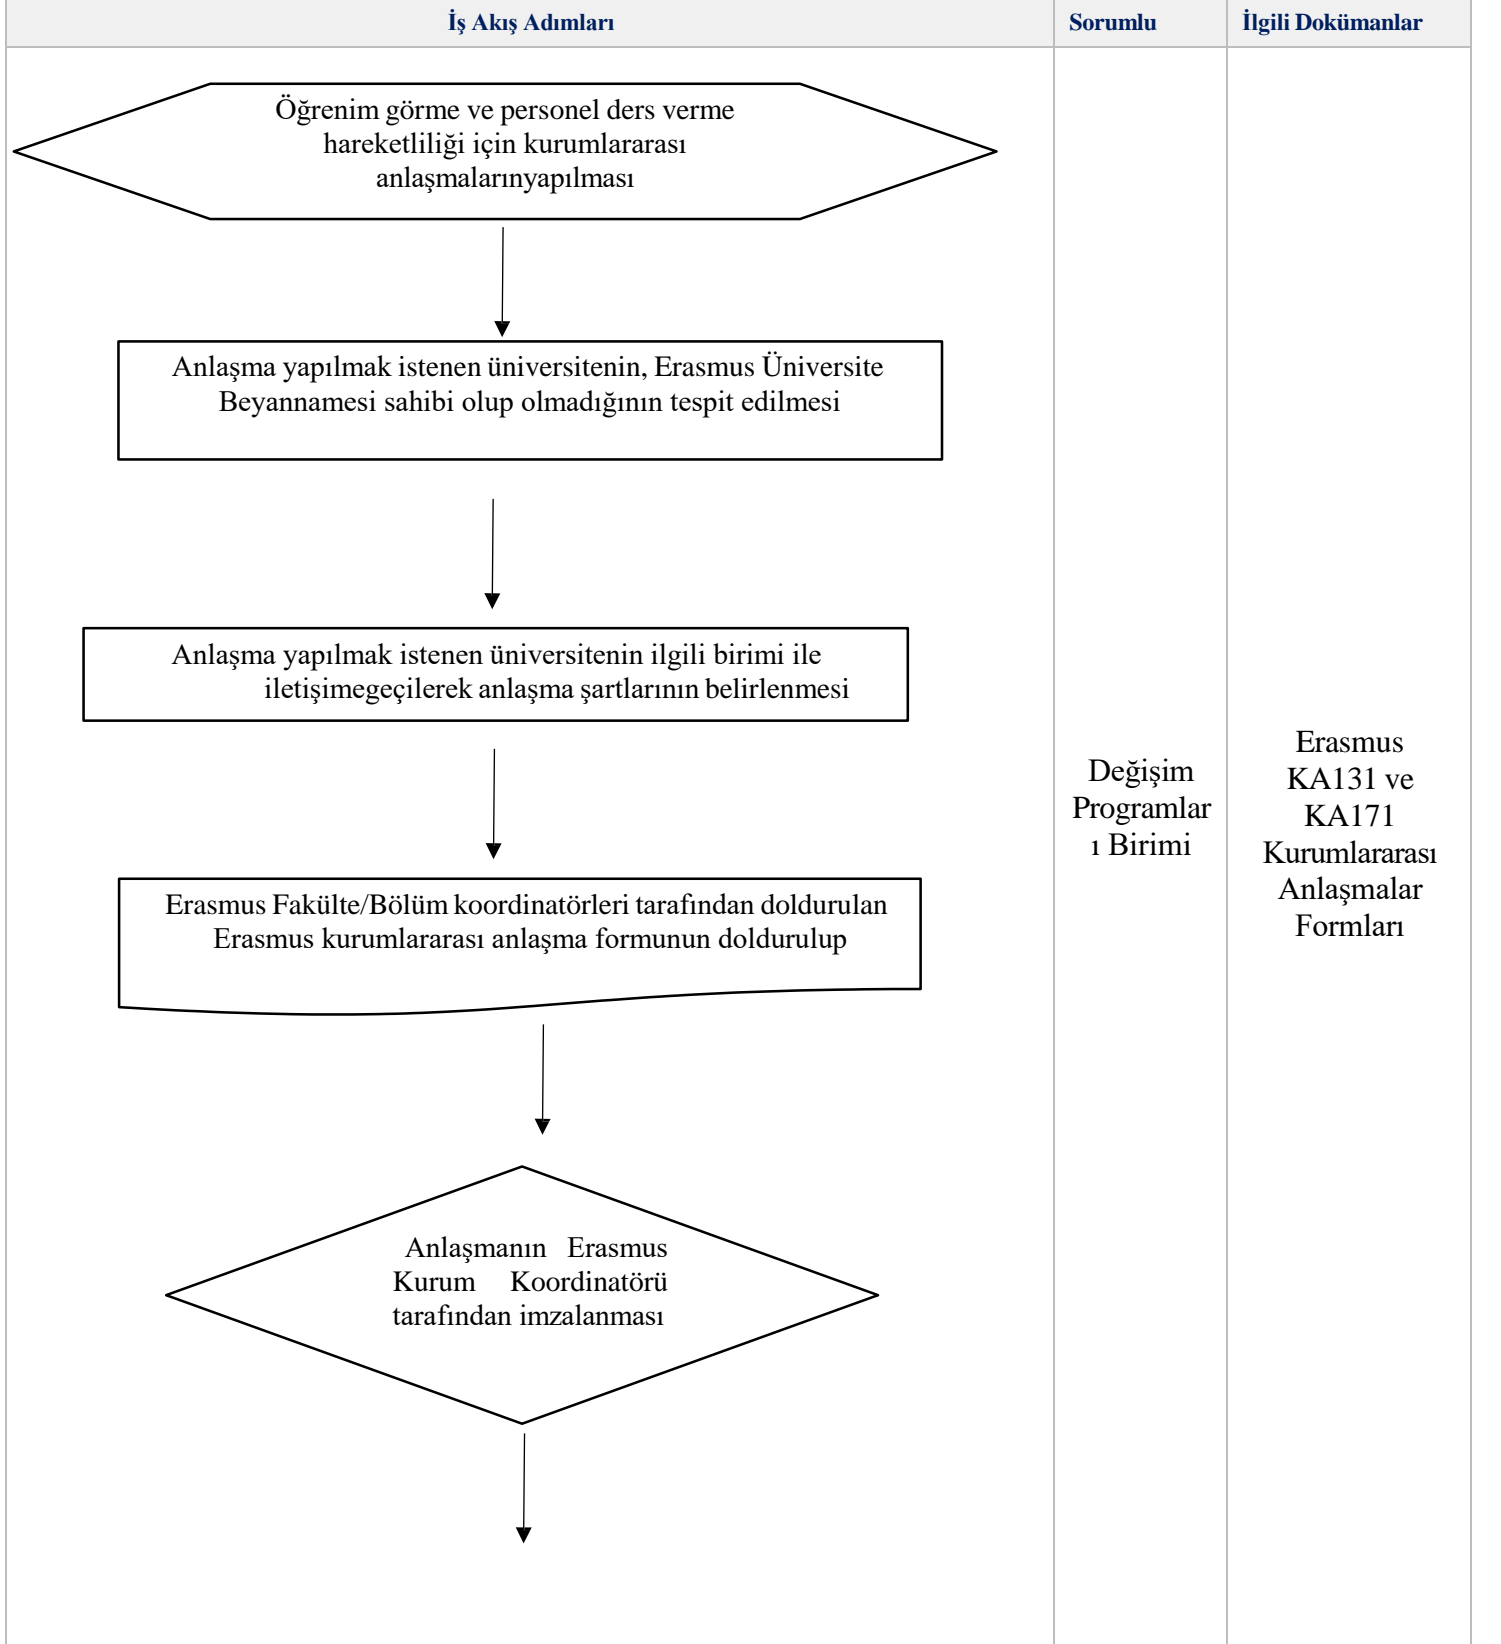 İş Akış Adımları
Sorumlu
İlgili Dokümanlar
Öğrenim görme ve personel ders verme
hareketliliği için kurumlararası
anlaşmalarınyapılması
Anlaşma yapılmak istenen üniversitenin, Erasmus Üniversite
Beyannamesi sahibi olup olmadığının tespit edilmesi
Anlaşma yapılmak istenen üniversitenin ilgili birimi ile
iletişimegeçilerek anlaşma şartlarının belirlenmesi
Erasmus Fakülte/Bölüm koordinatörleri tarafından doldurulan
Erasmus kurumlararası anlaşma formunun doldurulup
Anlaşmanın Erasmus
Kurum Koordinatörü
tarafından imzalanması
Değişim
Programlar
ı Birimi
Erasmus
KA131 ve
KA171
Kurumlararası
Anlaşmalar
Formları